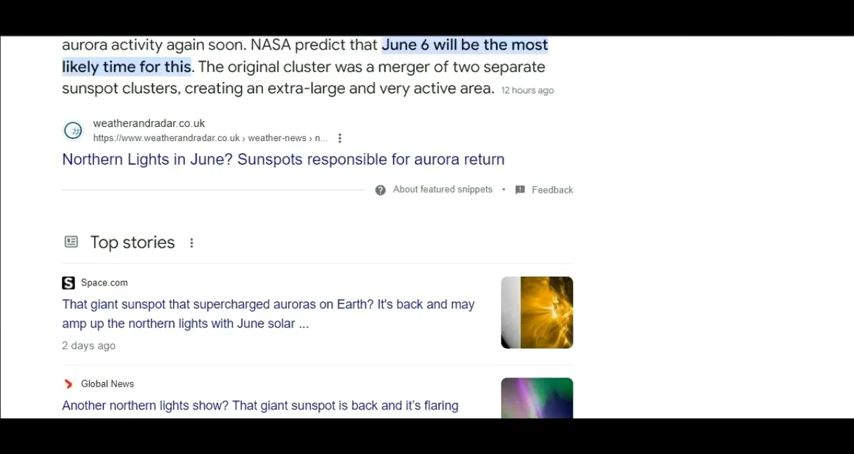 aurora activity again soon. NASA predict that June 6 will be the most
likely time for this. The original cluster was a merger of two separate
sunspot clusters, creating an extra-large and very active area. 12 hours ago
weatherandradar.co.uk
https://www.weatherandradar.co.uk › weather-news › n...
Northern Lights in June? Sunspots responsible for aurora return
About featured snippets • Feedback
Top stories
Space.com
That giant sunspot that supercharged auroras on Earth? It's back and may
amp up the northern lights with June solar ...
2 days ago
Global News
Another northern lights show? That giant sunspot is back and it's flaring